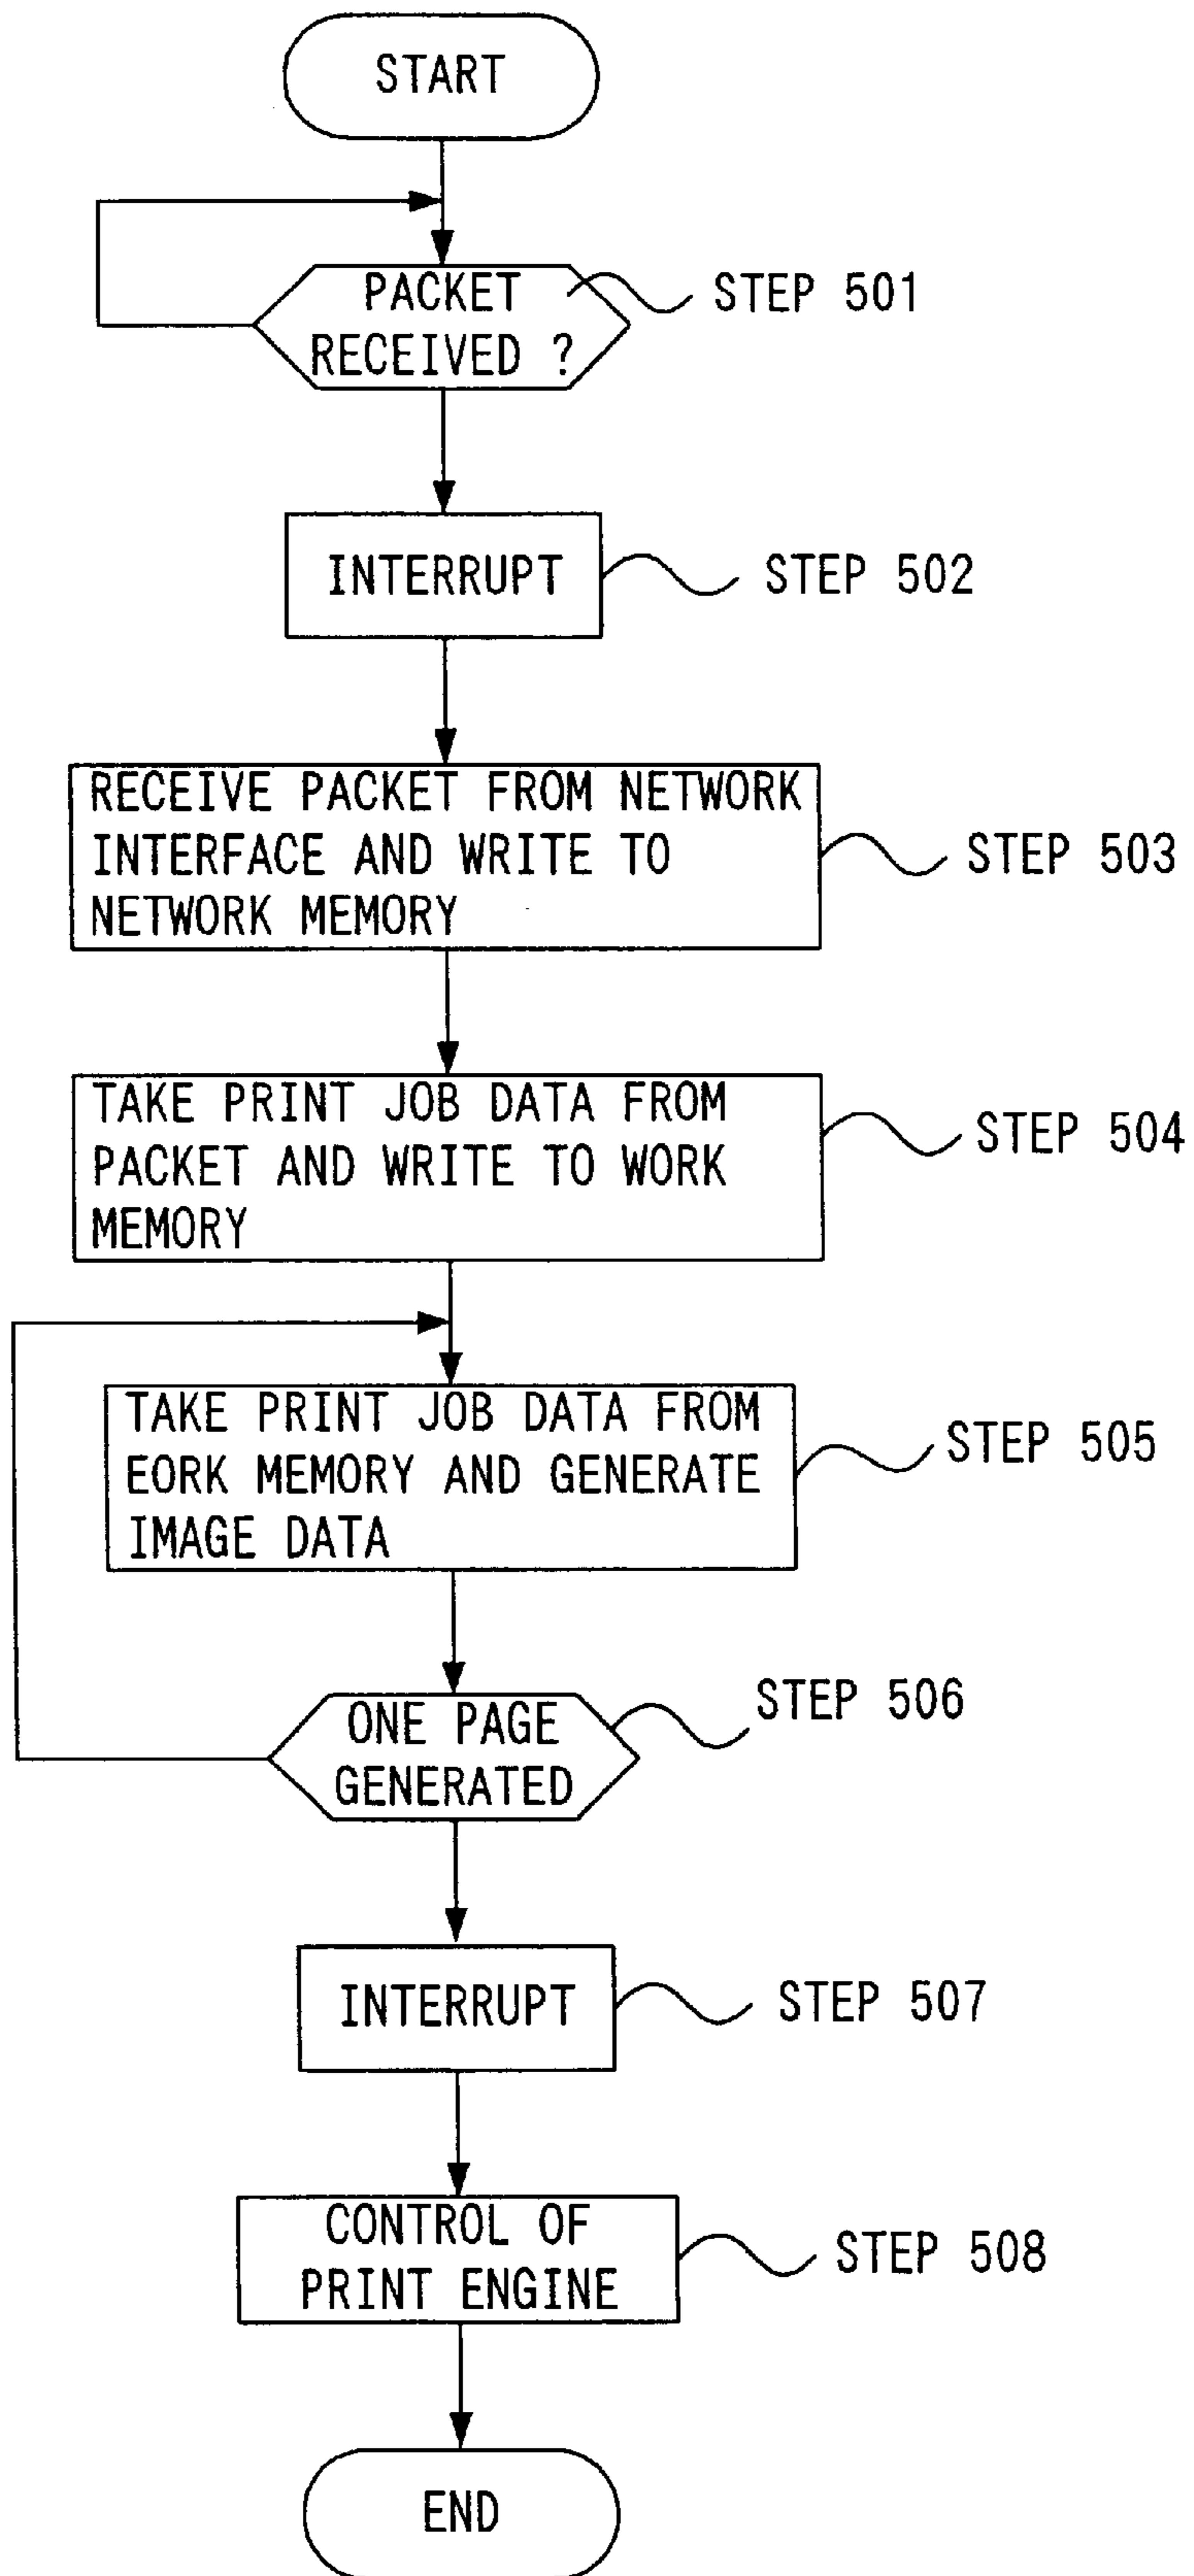 START
PACKET
RECEIVED ?
STEP 501
INTERRUPT
STEP 502
RECEIVE PACKET FROM NETWORK
INTERFACE AND WRITE TO
NETWORK MEMORY
STEP 503
TAKE PRINT JOB DATA FROM
PACKET AND WRITE TO WORK
MEMORY
STEP 504
TAKE PRINT JOB DATA FROM
EORK MEMORY AND GENERATE
IMAGE DATA
STEP 505
ONE PAGE
GENERATED
STEP 506
INTERRUPT
STEP 507
CONTROL OF
PRINT ENGINE
STEP 508
END